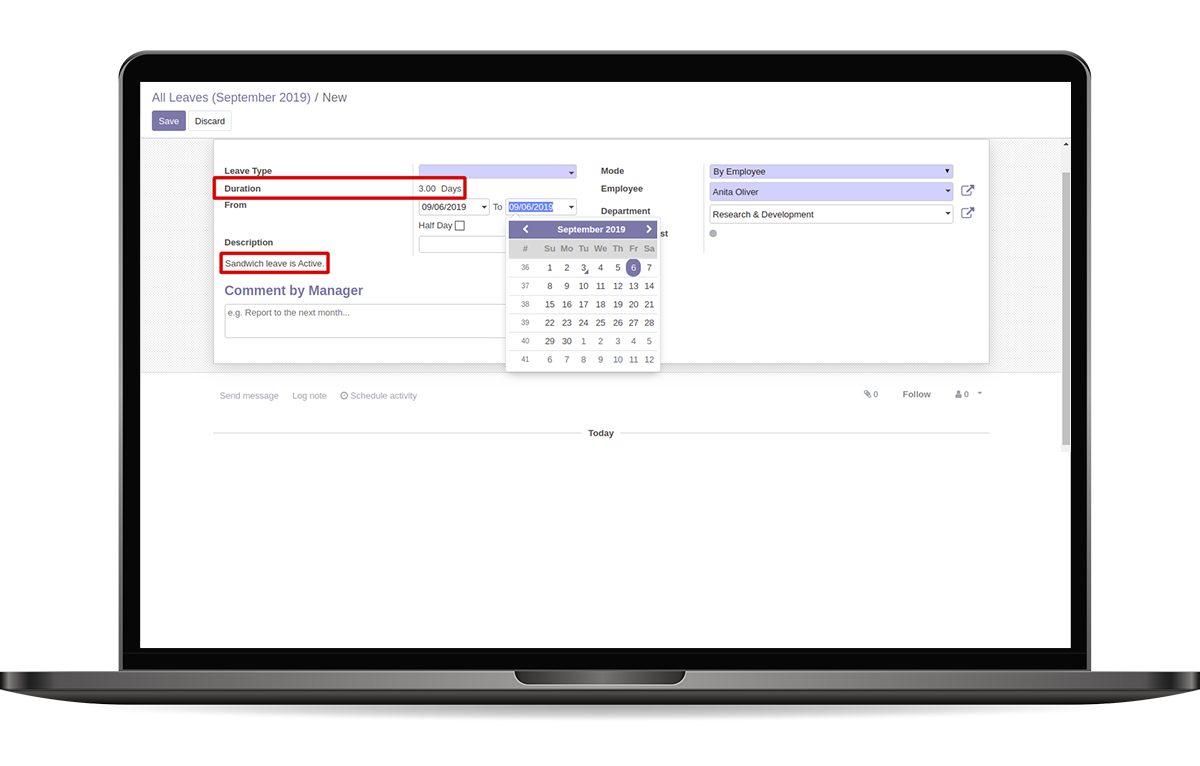 All Leaves (September 2019) / New
Save Discard
Leave Type
Mode By Employee
Duration 3.00 Days
Employee Anita Oliver
From 09/06/2019 To 09/06/2019
Department Research & Development
Half Day
st
Description
Sandwich leave is Active.
September 2019
# Su Mo Tu We Th Fr Sa
36 1 2 3 4 5 6 7
37 8 9 10 11 12 13 14
38 15 16 17 18 19 20 21
39 22 23 24 25 26 27 28
40 29 30 1 2 3 4 5
41 6 7 8 9 10 11 12
Comment by Manager
e.g. Report to the next month...
Send message Log note Schedule activity 0 Follow 0
Today